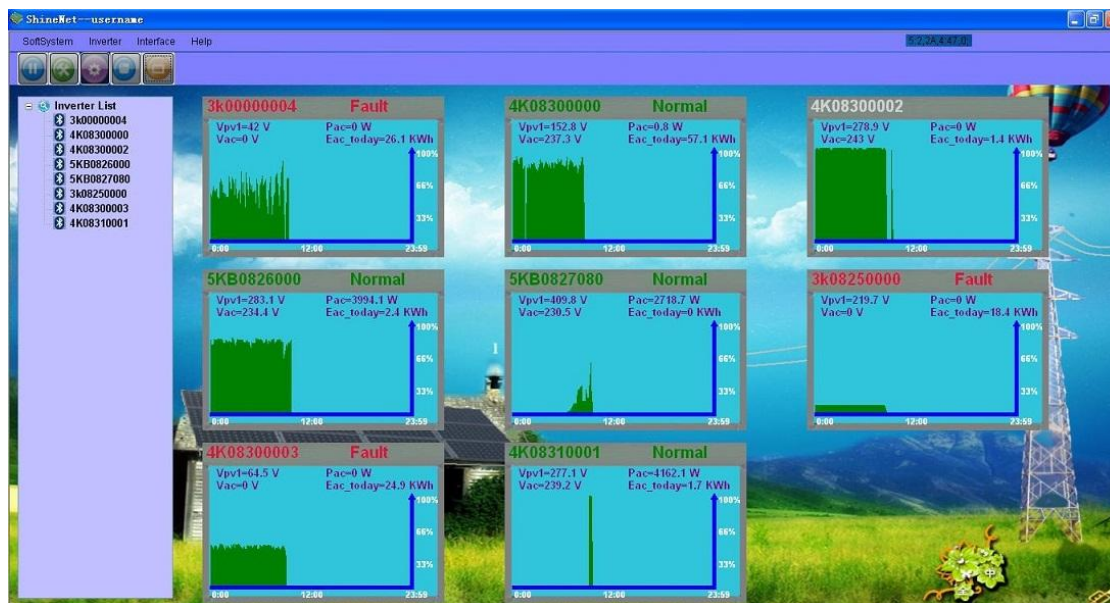 ShineNet--username
SoftSystem Inverter Interface Help
Inverter List
3k00000004
4K08300000
4K08300002
5KB0826000
5KB0827080
3k08250000
4K08300003
4K08310001
3k00000004 Fault
Vpv1=42 V Pac=0 W
Vac=0 V Eac_today=26.1 KWh
100%
66%
33%
0:00 12:00 23:59
4K08300000 Normal
Vpv1=152.8 V Pac=0.8 W
Vac=237.3 V Eac_today=57.1 KWh
100%
66%
33%
0:00 12:00 23:59
4K08300002
Vpv1=278.9 V Pac=0 W
Vac=243 V Eac_today=1.4 KWh
100%
66%
33%
0:00 12:00 23:59
5KB0826000 Normal
Vpv1=283.1 V Pac=3994.1 W
Vac=234.4 V Eac_today=2.4 KWh
100%
66%
33%
0:00 12:00 23:59
5KB0827080 Normal
Vpv1=409.8 V Pac=2718.7 W
Vac=230.5 V Eac_today=0 KWh
100%
66%
33%
0:00 12:00 23:59
3k08250000 Fault
Vpv1=219.7 V Pac=0 W
Vac=0 V Eac_today=18.4 KWh
100%
66%
33%
0:00 12:00 23:59
4K08300003 Fault
Vpv1=64.5 V Pac=0 W
Vac=0 V Eac_today=24.9 KWh
100%
66%
33%
0:00 12:00 23:59
4K08310001 Normal
Vpv1=277.1 V Pac=4162.1 W
Vac=239.2 V Eac_today=1.7 KWh
100%
66%
33%
0:00 12:00 23:59
中